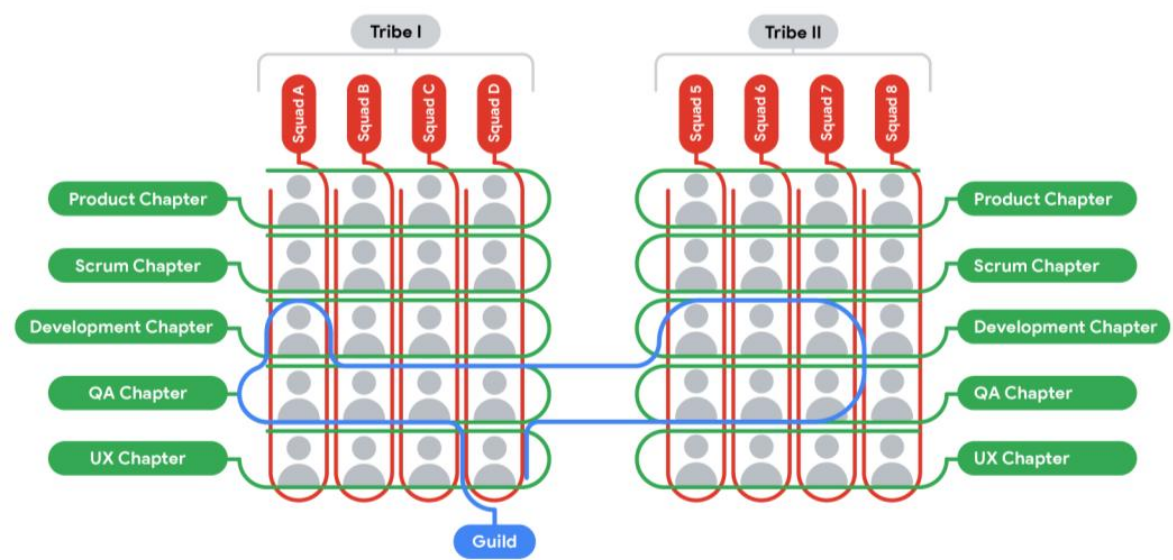 Tribe I
Tribe II
Squad A
Squad B
Squad C
Squad D
Squad 5
Squad 6
Squad 7
Squad 8
Product Chapter
Product Chapter
Scrum Chapter
Scrum Chapter
Development Chapter
Development Chapter
QA Chapter
QA Chapter
UX Chapter
UX Chapter
Guild